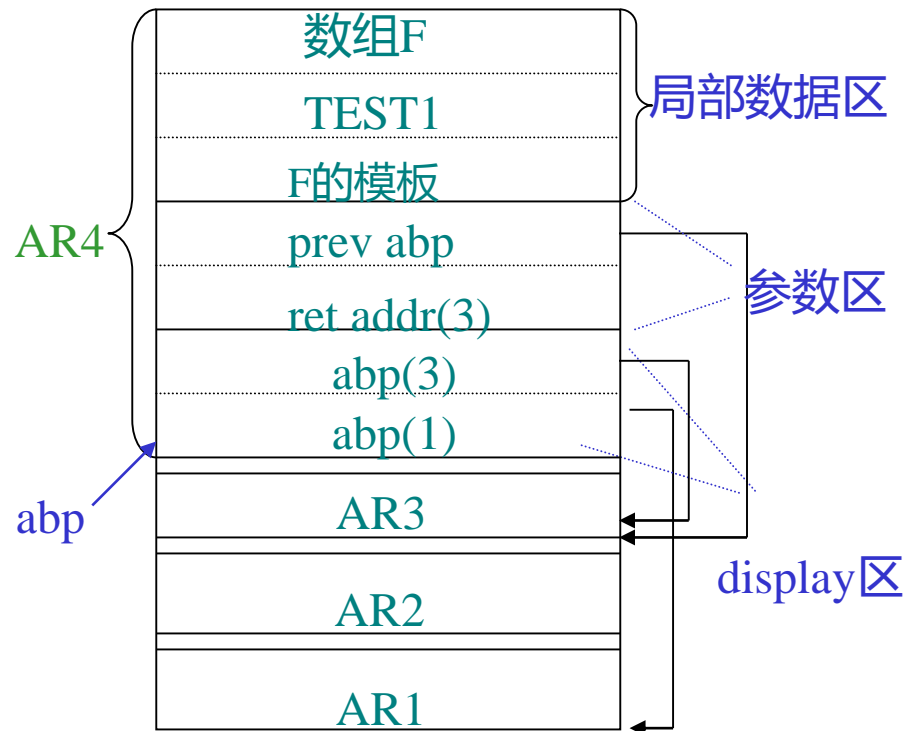 数组F
局部数据区
TEST1
F的模板
AR4
prev abp
参数区
ret addr(3)
abp(3)
abp(1)
abp
AR3
display区
AR2
AR1